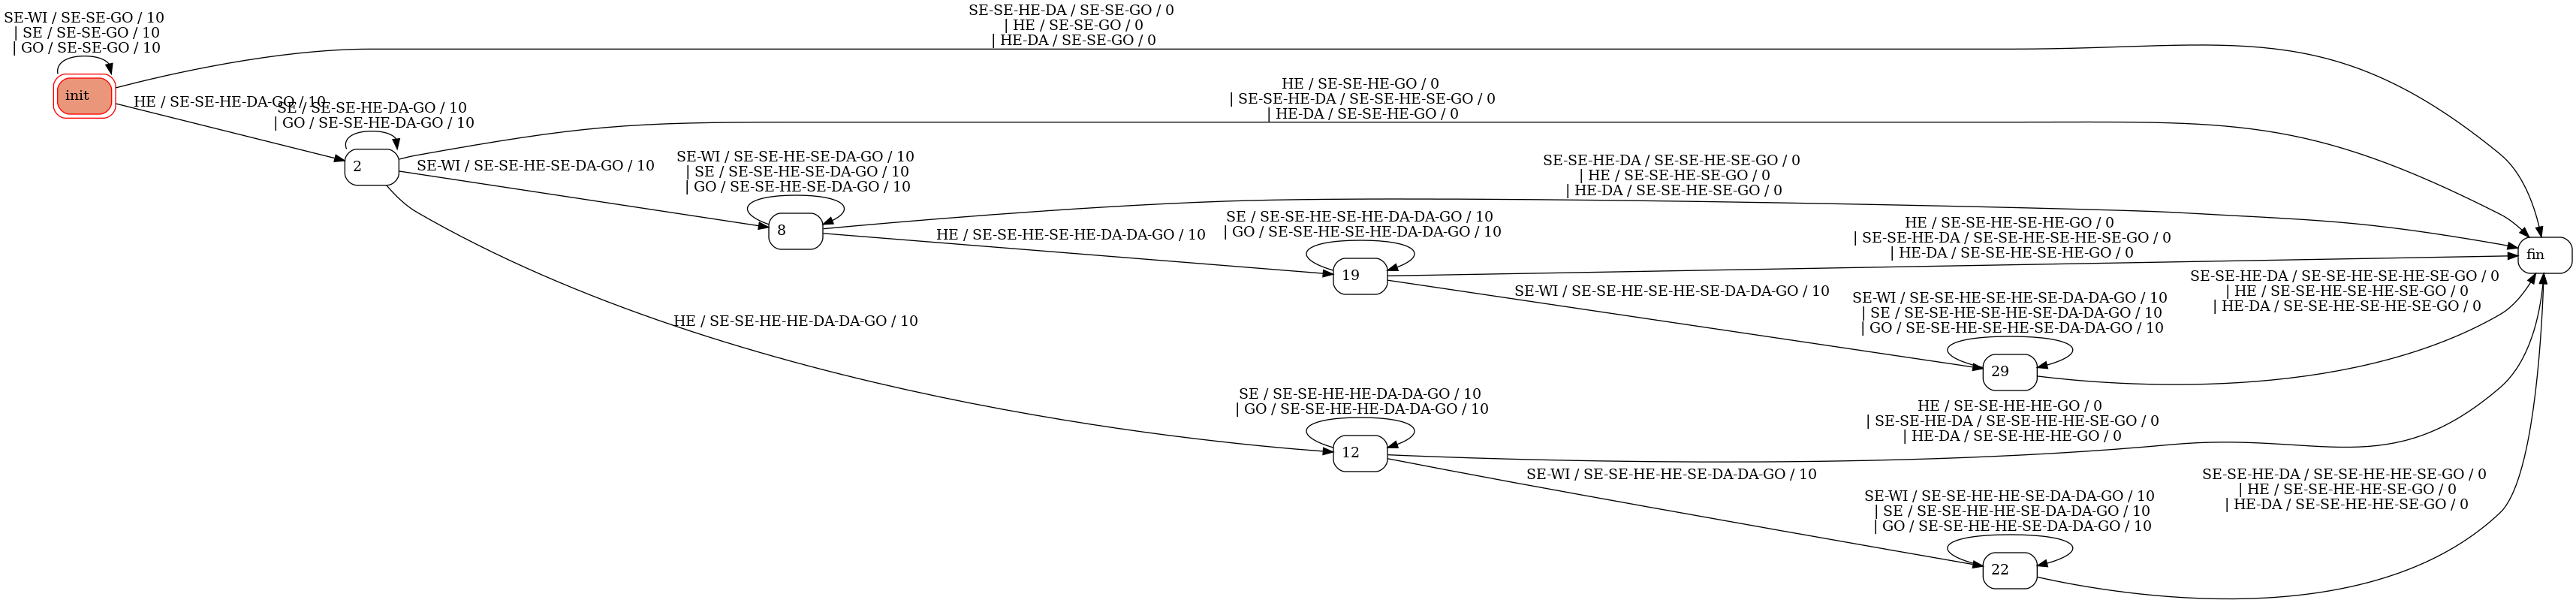 SE-WI / SE-SE-GO / 10
| SE / SE-SE-GO / 10
| GO / SE-SE-GO / 10
init
SE-SE-HE-DA / SE-SE-GO / 0
| HE / SE-SE-GO / 0
| HE-DA / SE-SE-GO / 0
HE / SE-SE-HE-DA-GO / 10
SE / SE-SE-HE-DA-GO / 10
| GO / SE-SE-HE-DA-GO / 10
2
HE / SE-SE-HE-GO / 0
| SE-SE-HE-DA / SE-SE-HE-SE-GO / 0
| HE-DA / SE-SE-HE-GO / 0
SE-WI / SE-SE-HE-SE-DA-GO / 10
SE-WI / SE-SE-HE-SE-DA-GO / 10
| SE / SE-SE-HE-SE-DA-GO / 10
| GO / SE-SE-HE-SE-DA-GO / 10
8
SE-SE-HE-DA / SE-SE-HE-SE-GO / 0
| HE / SE-SE-HE-SE-GO / 0
| HE-DA / SE-SE-HE-SE-GO / 0
HE / SE-SE-HE-SE-HE-DA-DA-GO / 10
SE / SE-SE-HE-SE-HE-DA-DA-GO / 10
| GO / SE-SE-HE-SE-HE-DA-DA-GO / 10
19
HE / SE-SE-HE-SE-HE-GO / 0
| SE-SE-HE-DA / SE-SE-HE-SE-HE-SE-GO / 0
| HE-DA / SE-SE-HE-SE-HE-GO / 0
fin
SE-WI / SE-SE-HE-SE-HE-SE-DA-DA-GO / 10
SE-WI / SE-SE-HE-SE-HE-SE-DA-DA-GO / 10
| SE / SE-SE-HE-SE-HE-SE-DA-DA-GO / 10
| GO / SE-SE-HE-SE-HE-SE-DA-DA-GO / 10
29
SE-SE-HE-DA / SE-SE-HE-SE-HE-SE-GO / 0
| HE / SE-SE-HE-SE-HE-SE-GO / 0
| HE-DA / SE-SE-HE-SE-HE-SE-GO / 0
HE / SE-SE-HE-HE-DA-DA-GO / 10
SE / SE-SE-HE-HE-DA-DA-GO / 10
| GO / SE-SE-HE-HE-DA-DA-GO / 10
12
HE / SE-SE-HE-HE-GO / 0
| SE-SE-HE-DA / SE-SE-HE-HE-SE-GO / 0
| HE-DA / SE-SE-HE-HE-GO / 0
SE-WI / SE-SE-HE-HE-SE-DA-DA-GO / 10
SE-WI / SE-SE-HE-HE-SE-DA-DA-GO / 10
| SE / SE-SE-HE-HE-SE-DA-DA-GO / 10
| GO / SE-SE-HE-HE-SE-DA-DA-GO / 10
22
SE-SE-HE-DA / SE-SE-HE-HE-SE-GO / 0
| HE / SE-SE-HE-HE-SE-GO / 0
| HE-DA / SE-SE-HE-HE-SE-GO / 0